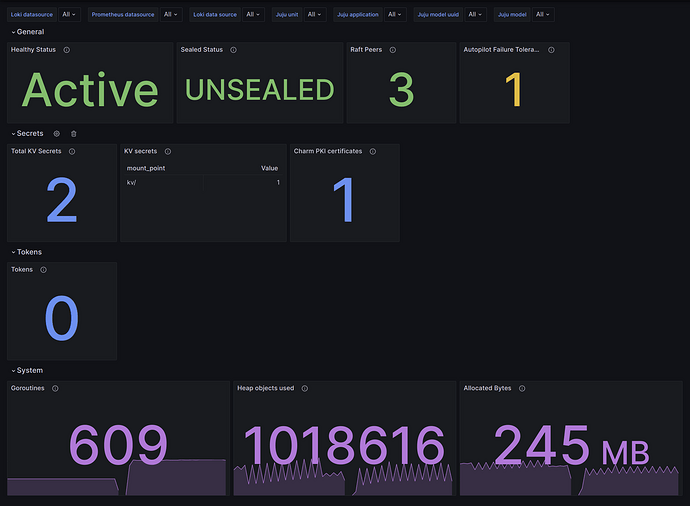 Loki datasource All Prometheus datasource All Loki data source All Juju unit All Juju application All Juju model uuid All Juju model All
General
Healthy Status Sealed Status Raft Peers Autopilot Failure Tolera...
Active UNSEALED 3 1
Secrets
Total KV Secrets KV secrets Charm PKI certificates
mount_point Value
kv/ 1
2 1
Tokens
Tokens
0
System
Goroutines Heap objects used Allocated Bytes
609 1018616 245 MB